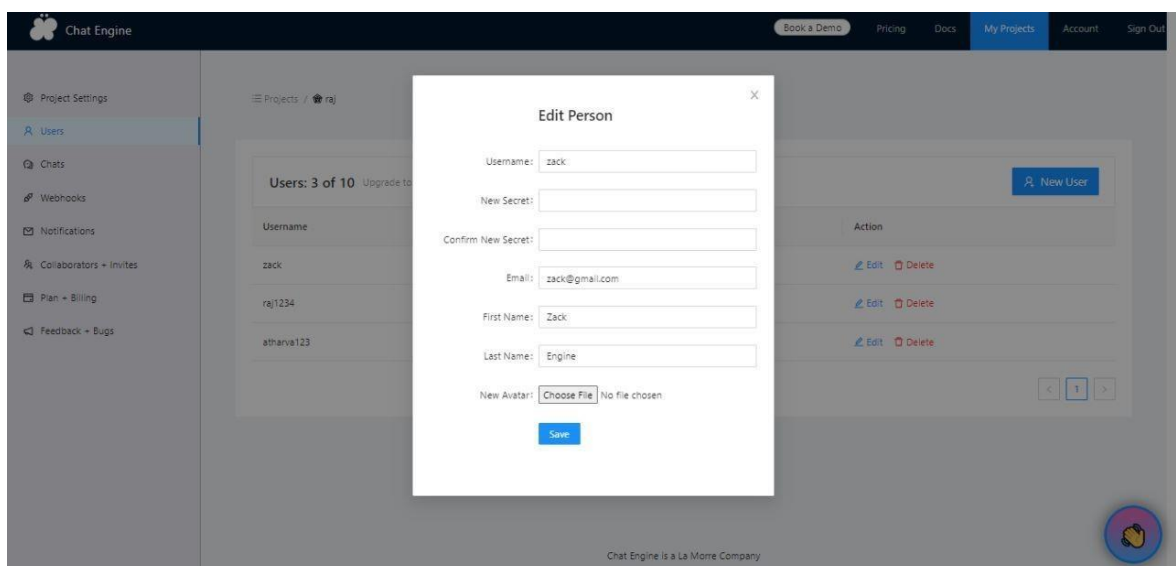 Chat Engine
Book a Demo Pricing Docs My Projects Account Sign Out
Project Settings
Users
Chats
Webhooks
Notifications
Collaborators + Invites
Plan + Billing
Feedback + Bugs
Projects / raj
Users: 3 of 10 Upgrade to
New User
Username Action
zack Edit Delete
raj1234 Edit Delete
atharva123 Edit Delete
< 1 >
X
Edit Person
Username: zack
New Secret:
Confirm New Secret:
Email: zack@gmail.com
First Name: Zack
Last Name: Engine
New Avatar: Choose File No file chosen
Save
Chat Engine is a La Morre Company